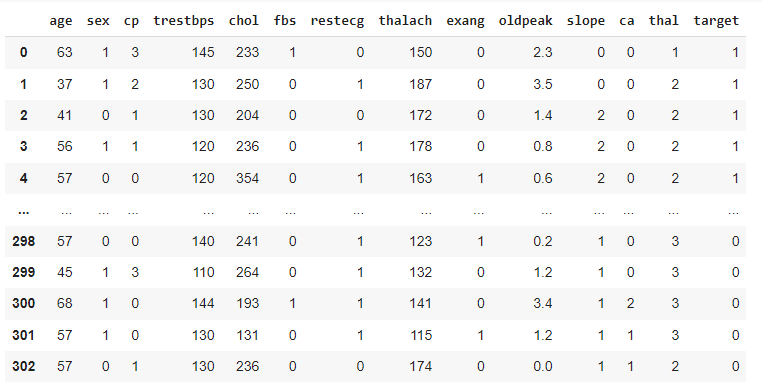 age sex cp trestbps chol fbs restecg thalach exang oldpeak slope ca thal target
0 63 1 3 145 233 1 0 150 0 2.3 0 0 1 1
1 37 1 2 130 250 0 1 187 0 3.5 0 0 2 1
2 41 0 1 130 204 0 0 172 0 1.4 2 0 2 1
3 56 1 1 120 236 0 1 178 0 0.8 2 0 2 1
4 57 0 0 120 354 0 1 163 1 0.6 2 0 2 1
... ... ... ... ... ... ... ... ... ... ... ... ... ... ...
298 57 0 0 140 241 0 1 123 1 0.2 1 0 3 0
299 45 1 3 110 264 0 1 132 0 1.2 1 0 3 0
300 68 1 0 144 193 1 1 141 0 3.4 1 2 3 0
301 57 1 0 130 131 0 1 115 1 1.2 1 1 3 0
302 57 0 1 130 236 0 0 174 0 0.0 1 1 2 0